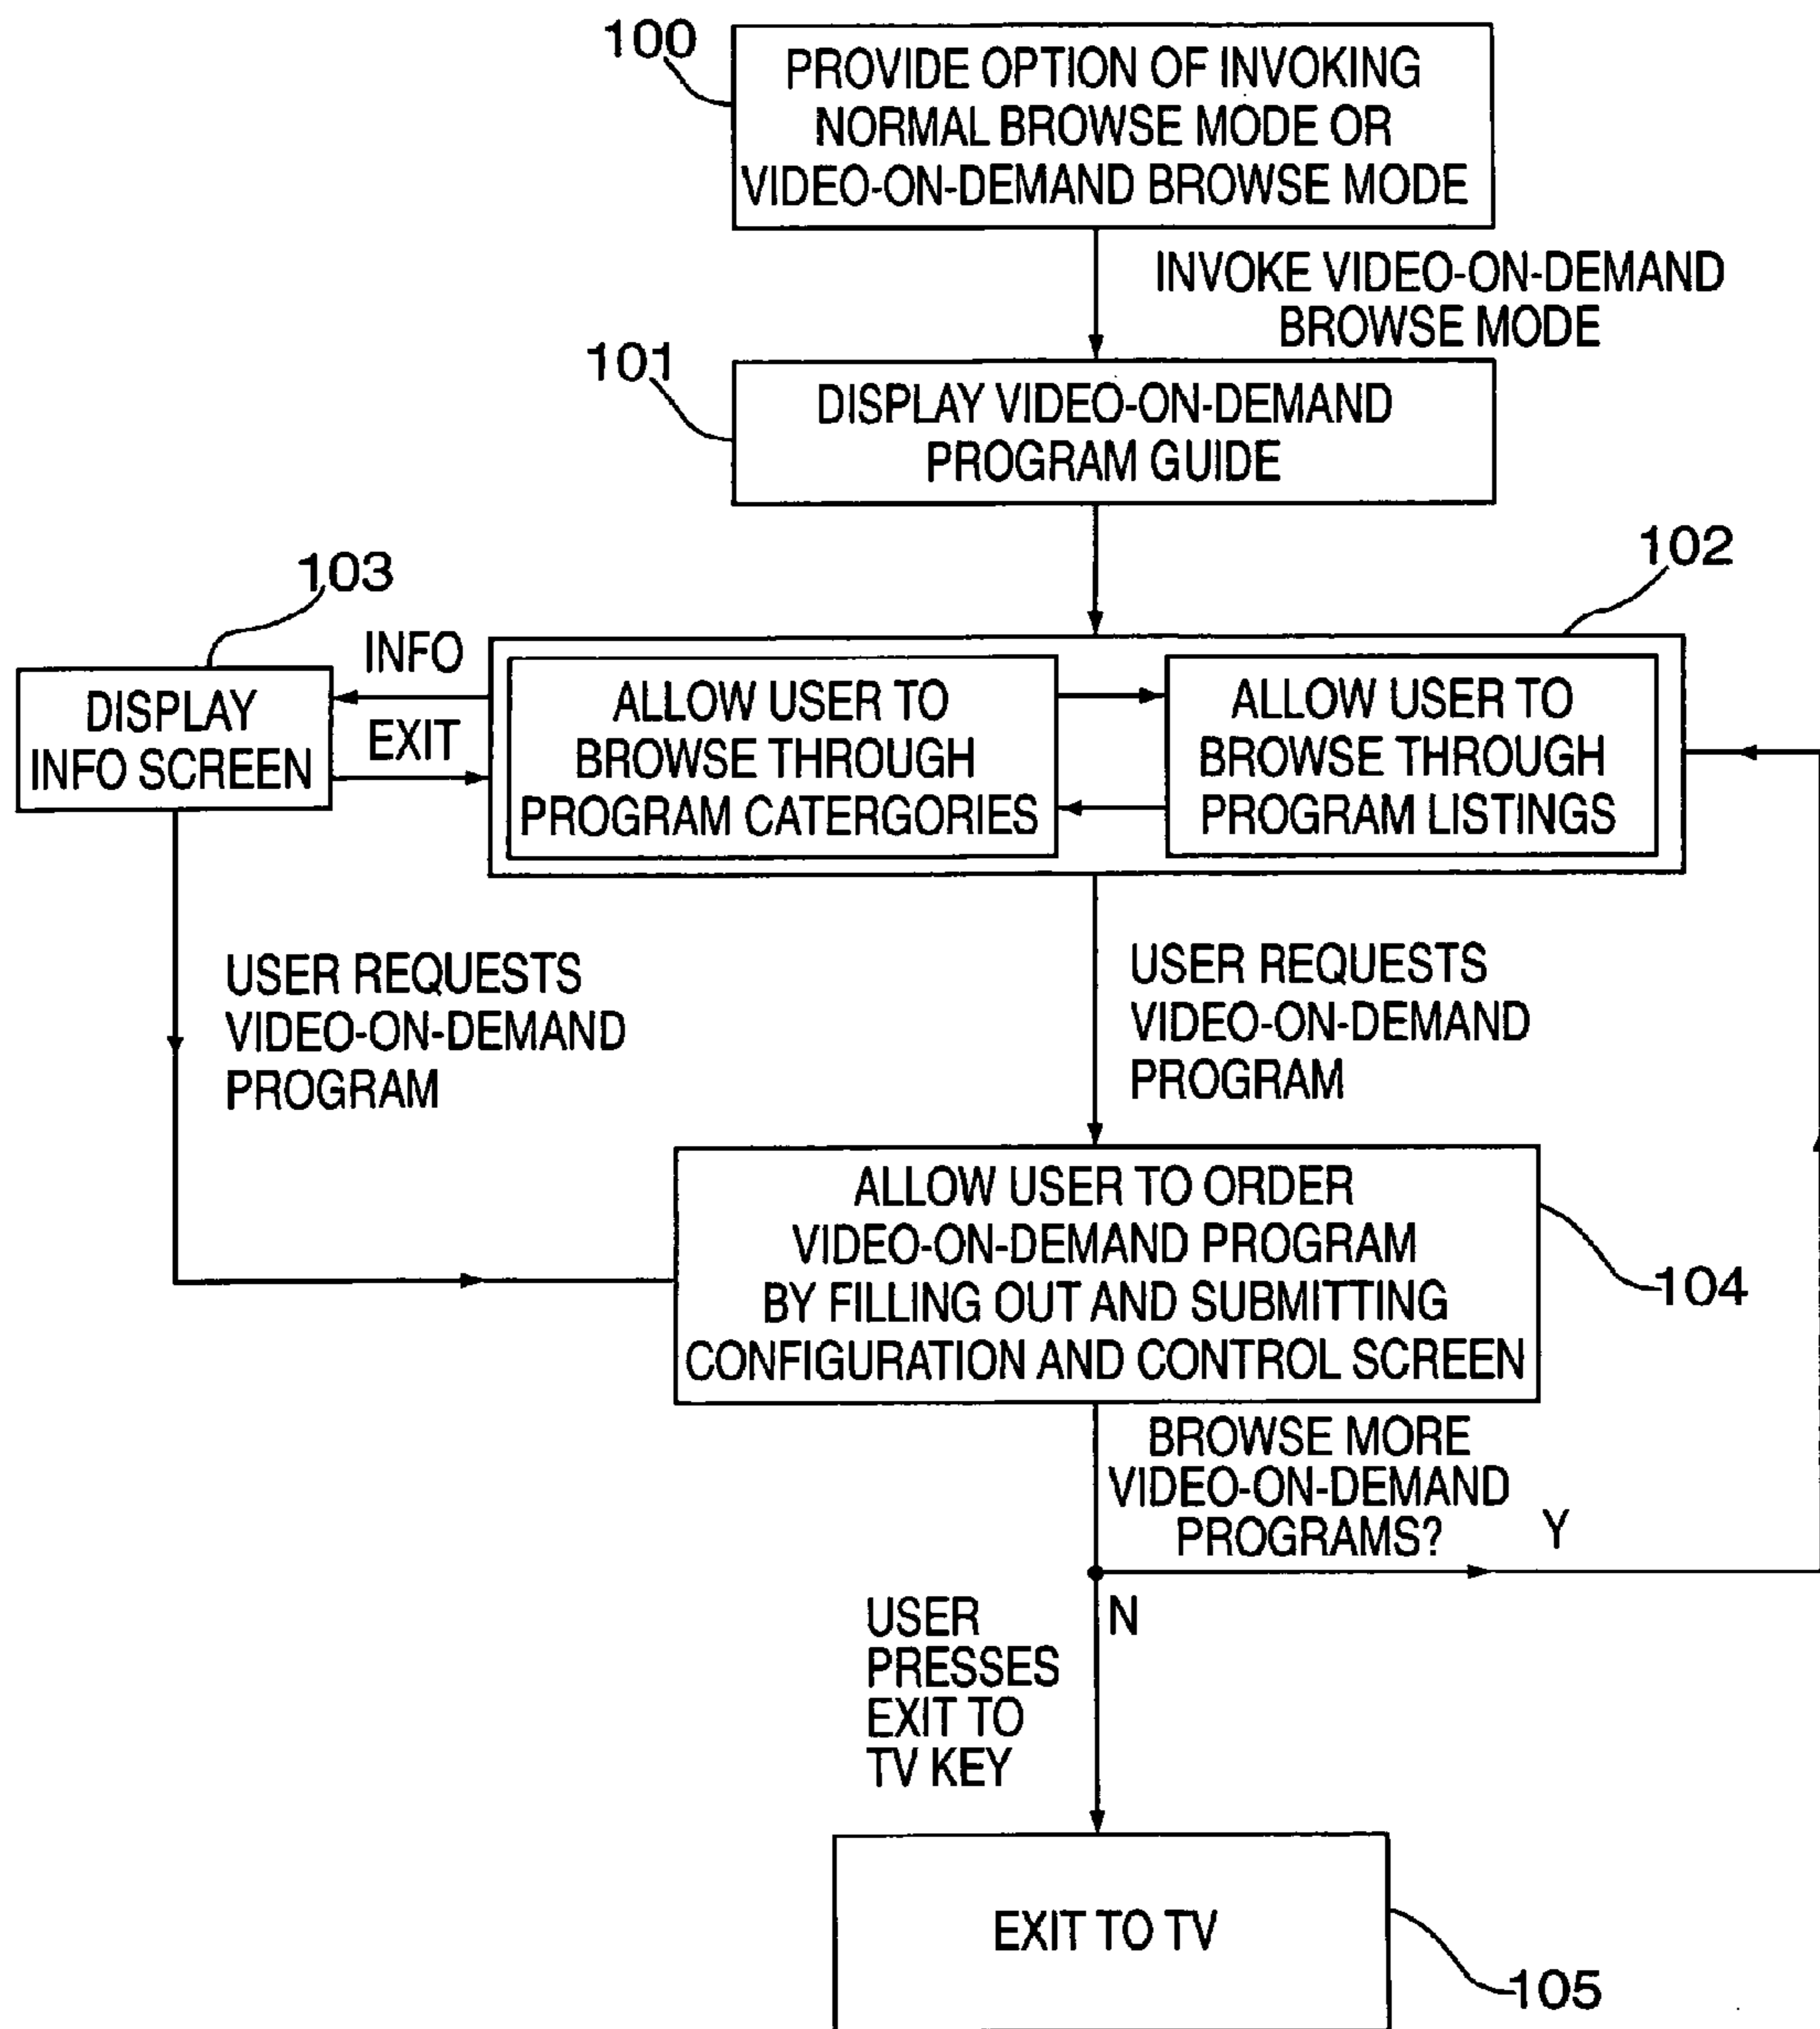 100
PROVIDE OPTION OF INVOKING
NORMAL BROWSE MODE OR
VIDEO-ON-DEMAND BROWSE MODE
INVOKE VIDEO-ON-DEMAND
BROWSE MODE
101
DISPLAY VIDEO-ON-DEMAND
PROGRAM GUIDE
102
103
INFO
EXIT
DISPLAY
INFO SCREEN
ALLOW USER TO
BROWSE THROUGH
PROGRAM CATERGORIES
ALLOW USER TO
BROWSE THROUGH
PROGRAM LISTINGS
USER REQUESTS
VIDEO-ON-DEMAND
PROGRAM
USER REQUESTS
VIDEO-ON-DEMAND
PROGRAM
ALLOW USER TO ORDER
VIDEO-ON-DEMAND PROGRAM
BY FILLING OUT AND SUBMITTING
CONFIGURATION AND CONTROL SCREEN
104
BROWSE MORE
VIDEO-ON-DEMAND
PROGRAMS?
Y
N
USER
PRESSES
EXIT TO
TV KEY
EXIT TO TV
105